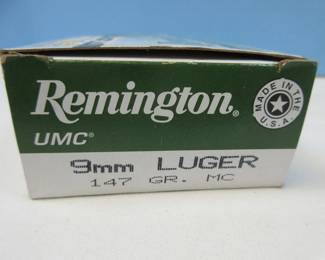 Remington®
UMC®
MADE IN THE U.S.A.
9mm LUGER
147 GR. MC